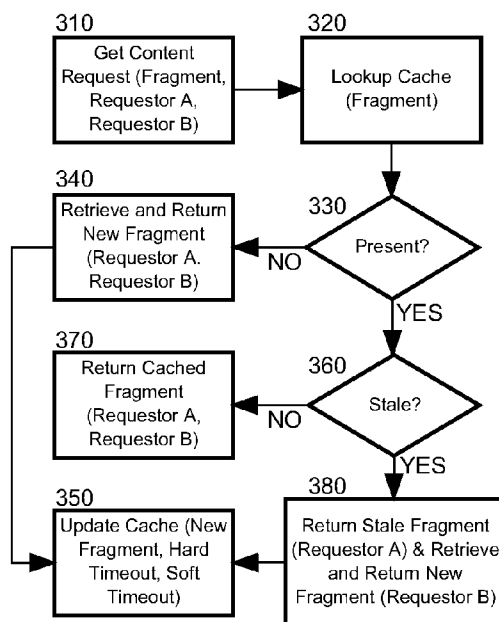 310
Get Content
Request (Fragment,
Requestor A,
Requestor B)
320
Lookup Cache
(Fragment)
330
Present?
NO
YES
340
Retrieve and Return
New Fragment
(Requestor A.
Requestor B)
360
Stale?
NO
YES
370
Return Cached
Fragment
(Requestor A,
Requestor B)
380
Return Stale Fragment
(Requestor A) & Retrieve
and Return New
Fragment (Requestor B)
350
Update Cache (New
Fragment, Hard
Timeout, Soft
Timeout)